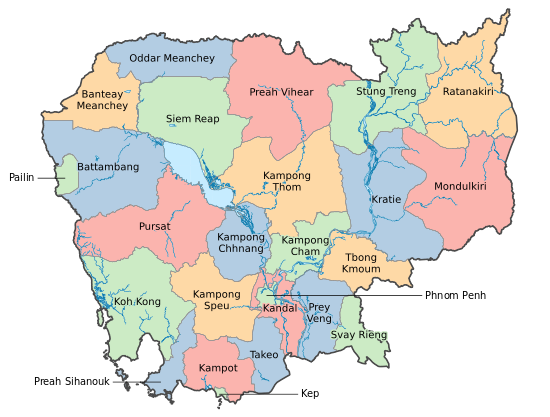 Oddar Meanchey
Banteay
Meanchey
Preah Vihear
Stung Treng
Ratanakiri
Siem Reap
Battambang
Pailin
Kampong
Thom
Kratie
Mondulkiri
Pursat
Kampong
Chhnang
Kampong
Cham
Tbong
Kmoum
Koh Kong
Kampong
Speu
Kandal
Prey
Veng
Phnom Penh
Svay Rieng
Takeo
Kampot
Preah Sihanouk
Kep